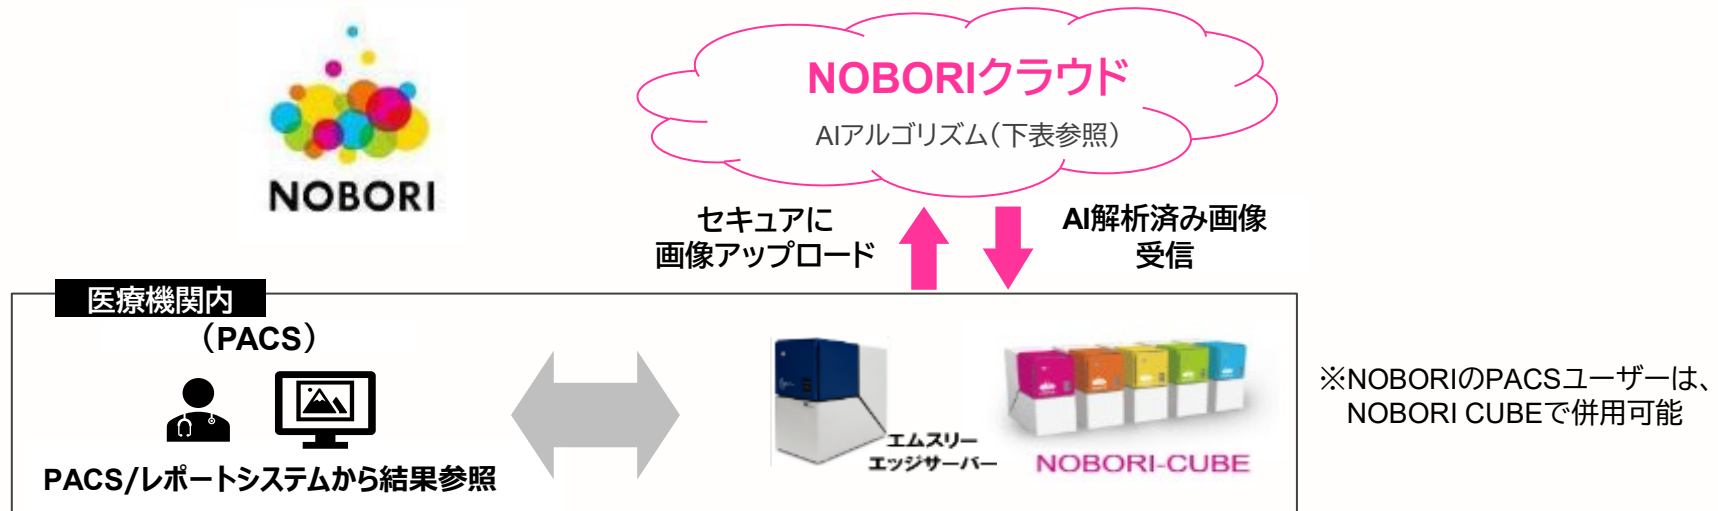 NOBORI
NOBORIクラウド
AIアルゴリズム（下表参照）
セキュアに
画像アップロード
AI解析済み画像
受信
医療機関内
（PACS）
PACS/レポートシステムから結果参照
エムスリー
エッジサーバー
NOBORI-CUBE
※NOBORIのPACSユーザーは、
NOBORI CUBEで併用可能